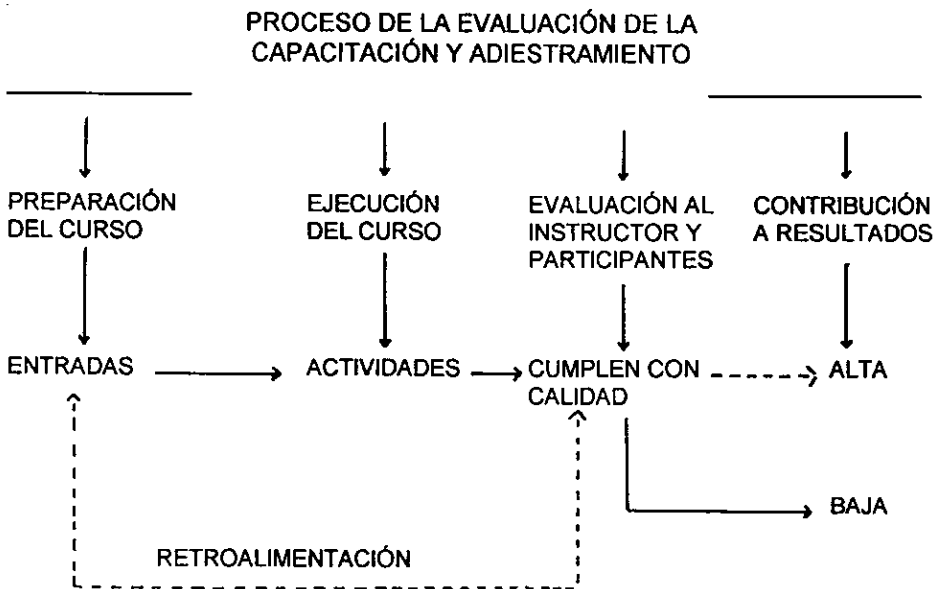 PROCESO DE LA EVALUACIÓN DE LA
CAPACITACIÓN Y ADIESTRAMIENTO
PREPARACIÓN
DEL CURSO
EJECUCIÓN
DEL CURSO
EVALUACIÓN AL
INSTRUCTOR Y
PARTICIPANTES
CONTRIBUCIÓN
A RESULTADOS
ENTRADAS
ACTIVIDADES
CUMPLEN CON
CALIDAD
ALTA
BAJA
RETROALIMENTACIÓN